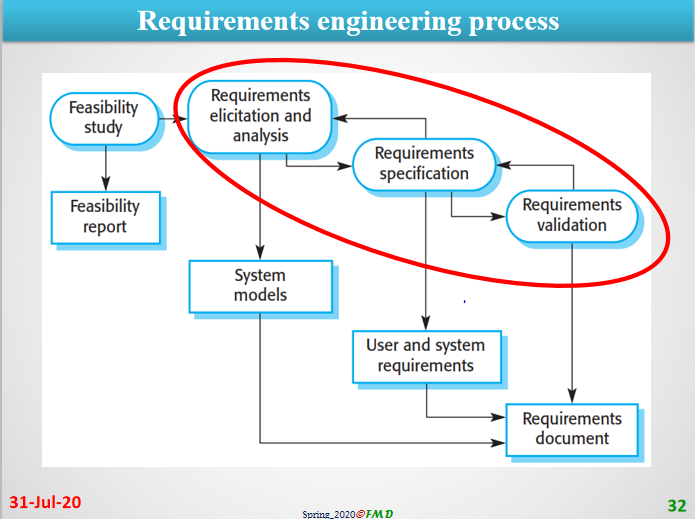 Requirements engineering process
Feasibility
study
Requirements
elicitation and
analysis
Requirements
specification
Requirements
validation
Feasibility
report
System
models
User and system
requirements
Requirements
document
31-Jul-20
Spring_2020@FMD
32